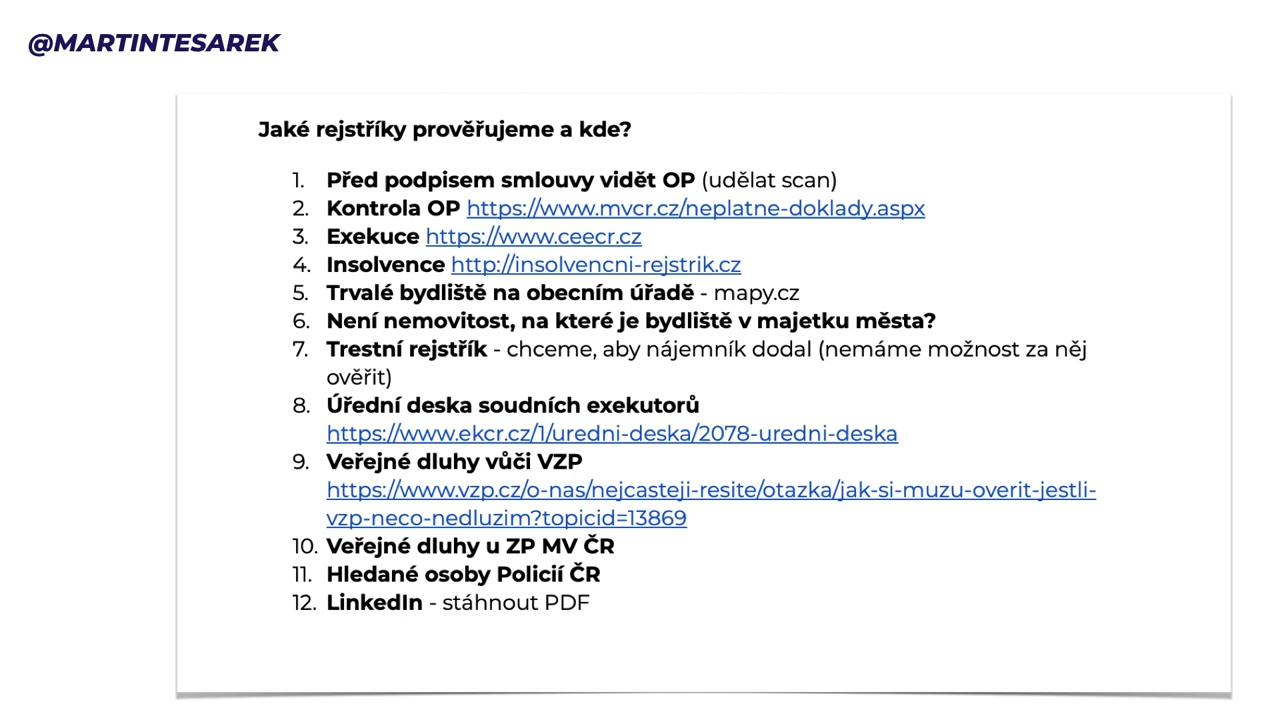 @MARTINTESAREK
Jaké rejstříky prověřujeme a kde?
1. Před podpisem smlouvy vidět OP (udělat scan)
2. Kontrola OP https://www.mvcr.cz/neplatne-doklady.aspx
3. Exekuce https://www.ceecr.cz
4. Insolvence http://insolvencni-rejstrik.cz
5. Trvalé bydliště na obecním úřadě - mapy.cz
6. Není nemovitost, na které je bydliště v majetku města?
7. Trestní rejstřík - chceme, aby nájemník dodal (nemáme možnost za něj
ověřit)
8. Úřední deska soudních exekutorů
https://www.ekcr.cz/1/uredni-deska/2078-uredni-deska
9. Veřejné dluhy vůči VZP
https://www.vzp.cz/o-nas/nejcasteji-resite/otazka/jak-si-muzu-overit-jestli-
vzp-neco-nedluzim?topicid=13869
10. Veřejné dluhy u ZP MV ČR
11. Hledané osoby Policií ČR
12. LinkedIn - stáhnout PDF